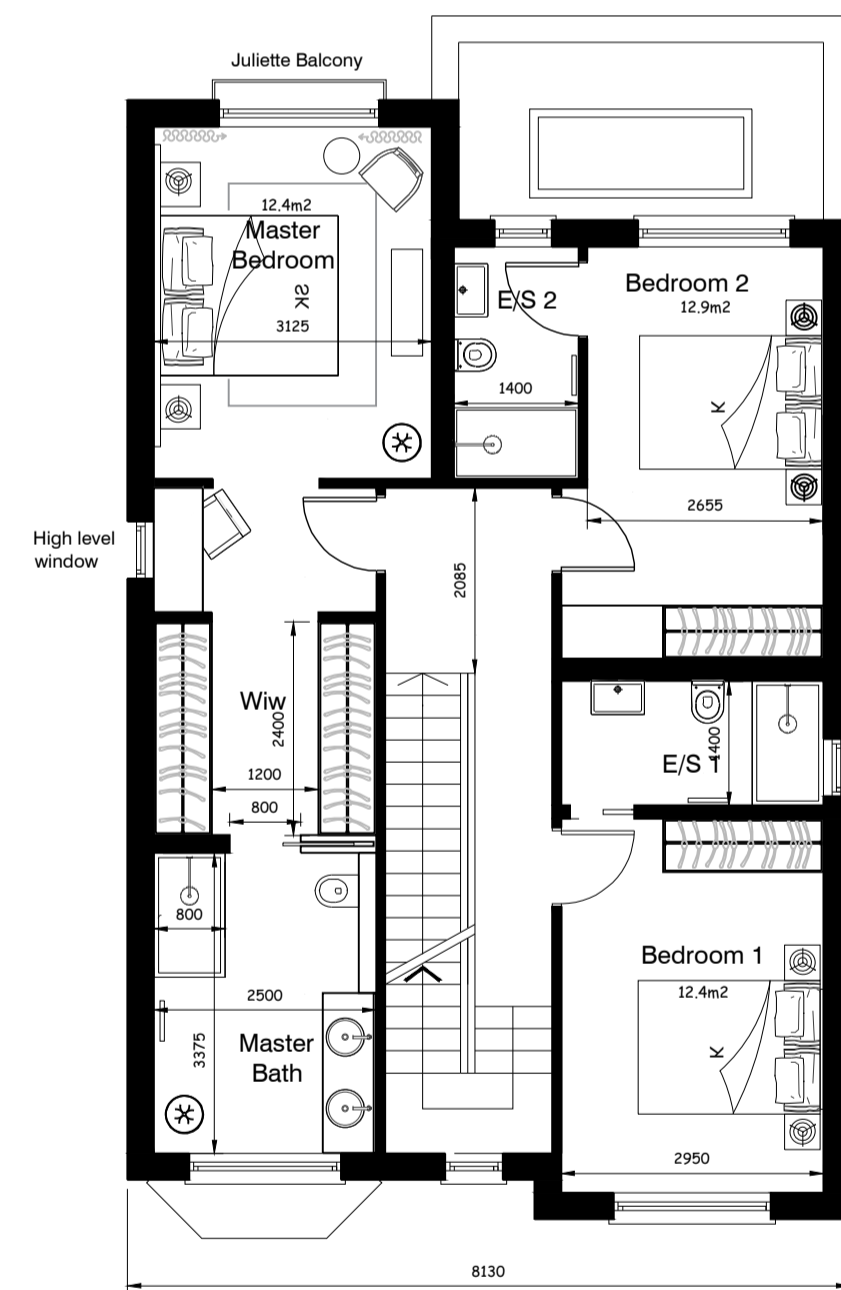 Juliette Balcony
12.4m2
Master
Bedroom
SK
3125
E/S 2
1400
Bedroom 2
12.9m2
K
2655
High level
window
2085
Wiw
2400
1200
800
E/S 1
1400
800
2500
3375
Master
Bath
Bedroom 1
12.4m2
K
2950
8130